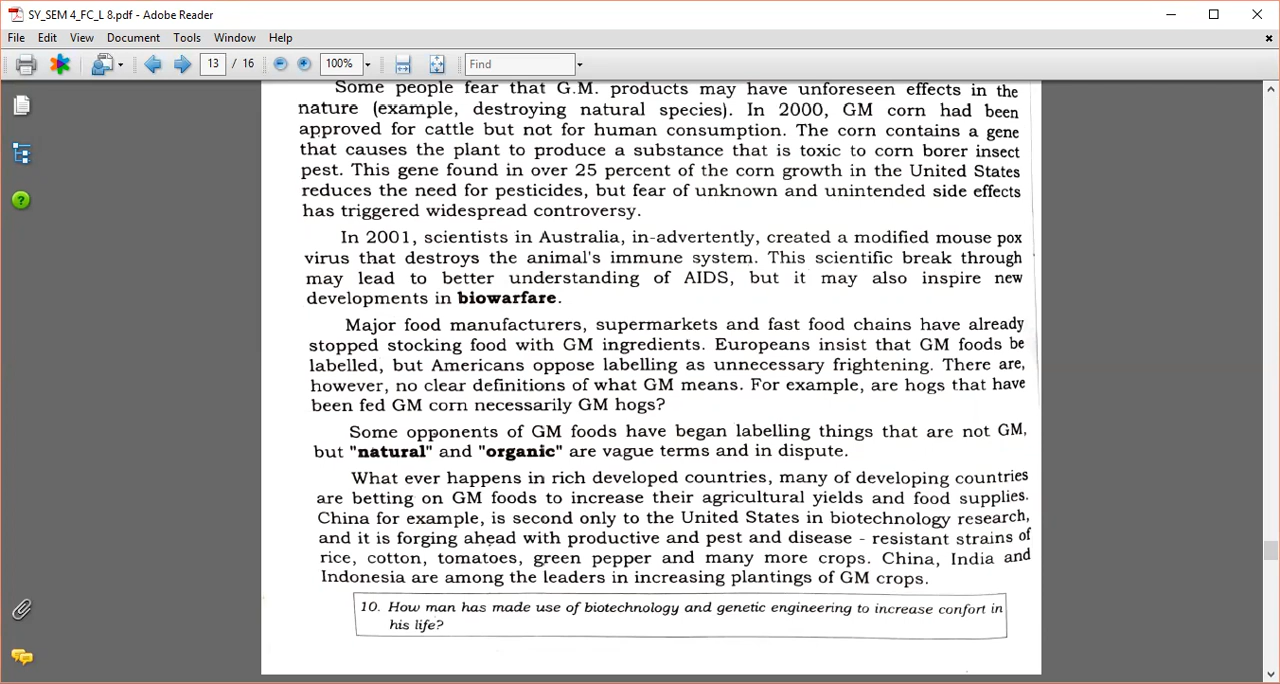 SY_SEM 4_FC_L 8.pdf - Adobe Reader
File Edit View Document Tools Window Help
13 / 16 100% Find
Some people fear that G.M. products may have unforeseen effects in the
nature (example, destroying natural species). In 2000, GM corn had been
approved for cattle but not for human consumption. The corn contains a gene
that causes the plant to produce a substance that is toxic to corn borer insect
pest. This gene found in over 25 percent of the corn growth in the United States
reduces the need for pesticides, but fear of unknown and unintended side effects
has triggered widespread controversy.
In 2001, scientists in Australia, in-advertently, created a modified mouse pox
virus that destroys the animal's immune system. This scientific break through
may lead to better understanding of AIDS, but it may also inspire new
developments in biowarfare.
Major food manufacturers, supermarkets and fast food chains have already
stopped stocking food with GM ingredients. Europeans insist that GM foods be
labelled, but Americans oppose labelling as unnecessary frightening. There are,
however, no clear definitions of what GM means. For example, are hogs that have
been fed GM corn necessarily GM hogs?
Some opponents of GM foods have began labelling things that are not GM,
but "natural" and "organic" are vague terms and in dispute.
What ever happens in rich developed countries, many of developing countries
are betting on GM foods to increase their agricultural yields and food supplies.
China for example, is second only to the United States in biotechnology research,
and it is forging ahead with productive and pest and disease - resistant strains of
rice, cotton, tomatoes, green pepper and many more crops. China, India and
Indonesia are among the leaders in increasing plantings of GM crops.
10. How man has made use of biotechnology and genetic engineering to increase confort in
his life?